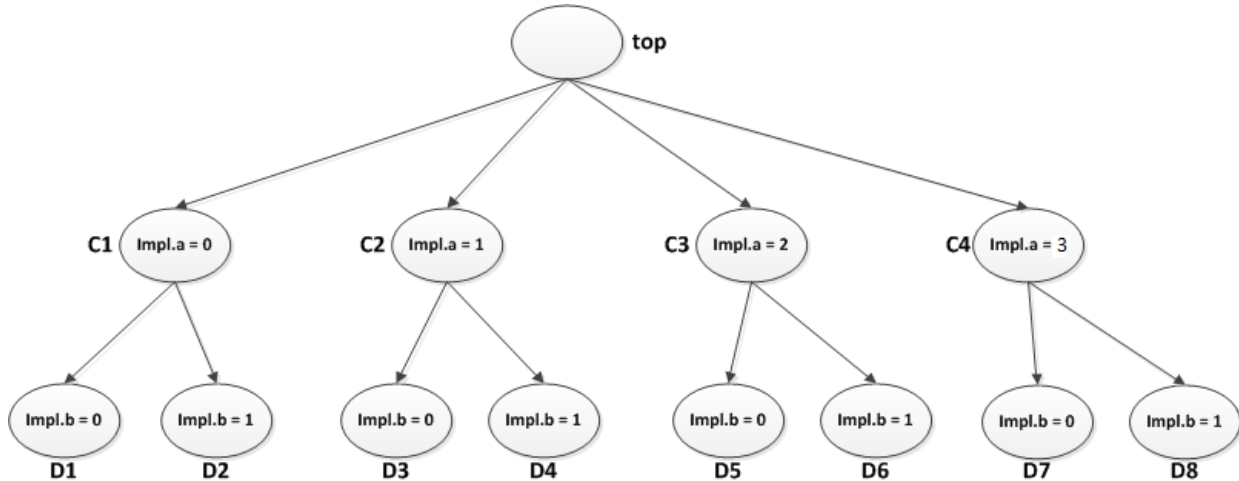 top
C1 Impl.a = 0 C2 Impl.a = 1 C3 Impl.a = 2 C4 Impl.a = 3
Impl.b = 0 Impl.b = 1 Impl.b = 0 Impl.b = 1 Impl.b = 0 Impl.b = 1 Impl.b = 0 Impl.b = 1
D1 D2 D3 D4 D5 D6 D7 D8